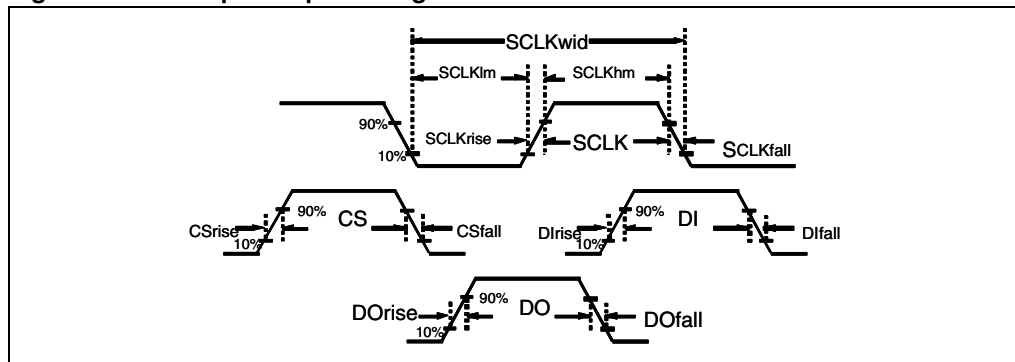 SCLKwid
SCLKlm
SCLKhm
90%
10%
SCLKrise
SCLK
SCLKfall
CSrise
10%
90%
CS
CSfall
DIrise
10%
90%
DI
DIfall
DOrise
10%
90%
DO
DOfall